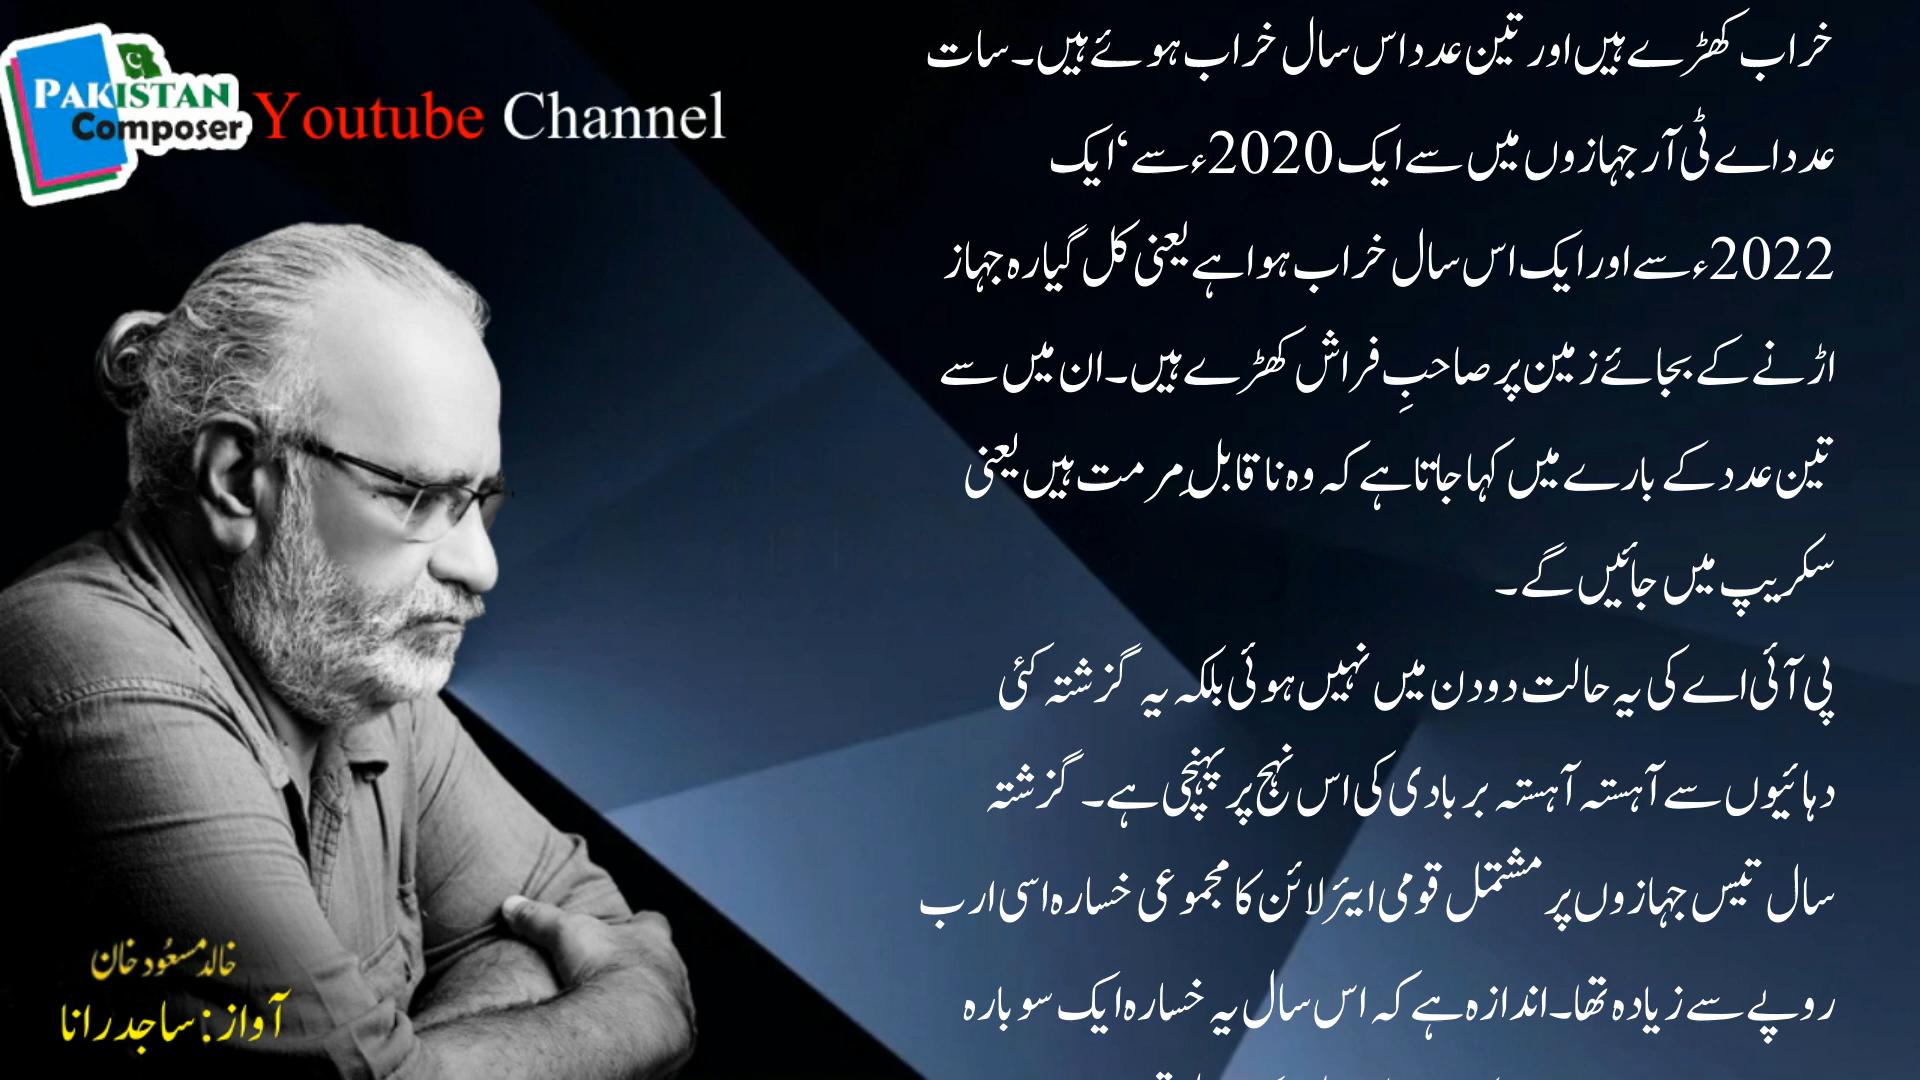 PAKISTAN
Composer
Youtube Channel
خراب کھڑے ہیں اور تین عدد اس سال خراب ہوئے ہیں۔ سات
عدد اے ٹی آر جہازوں میں سے ایک 2020ء سے ‘ ایک
2022ء سے اور ایک اس سال خراب ہوا ہے یعنی کل گیارہ جہاز
اڑنے کے بجائے زمین پر صاحبِ فراش کھڑے ہیں۔ ان میں سے
تین عدد کے بارے میں کہا جاتا ہے کہ وہ ناقابلِ مرمت ہیں یعنی
سکریپ میں جائیں گے۔
پی آئی اے کی یہ حالت دو دن میں نہیں ہوئی بلکہ یہ گزشتہ کئی
دہائیوں سے آہستہ آہستہ بربادی کی اس نہج پر پہنچی ہے۔ گزشتہ
سال تیس جہازوں پر مشتمل قومی ایئر لائن کا مجموعی خسارہ اسی ارب
روپے سے زیادہ تھا۔ اندازہ ہے کہ اس سال یہ خسارہ ایک سو بارہ
خالد مسعُود خان
آواز: ساجد رانا